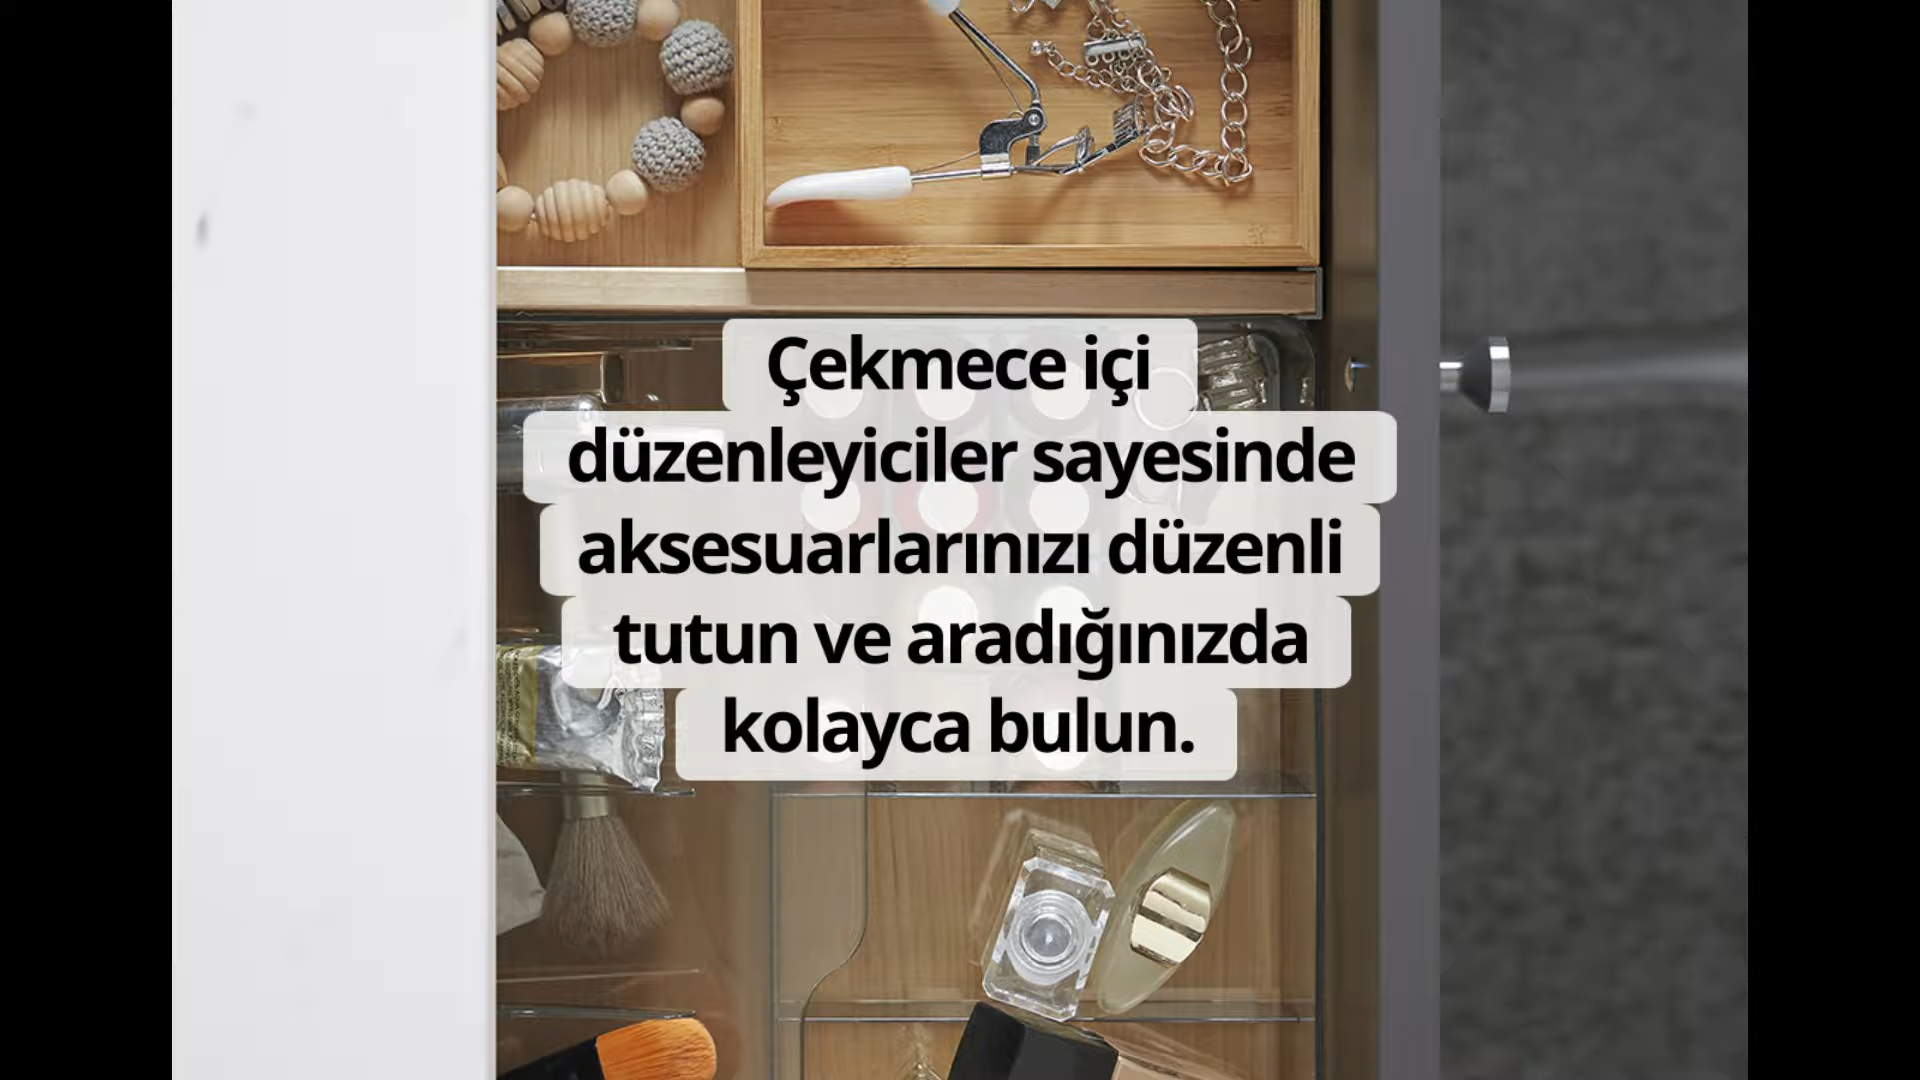 Çekmece içi
düzenleyiciler sayesinde
aksesuarlarınızı düzenli
tutun ve aradığınızda
kolayca bulun.